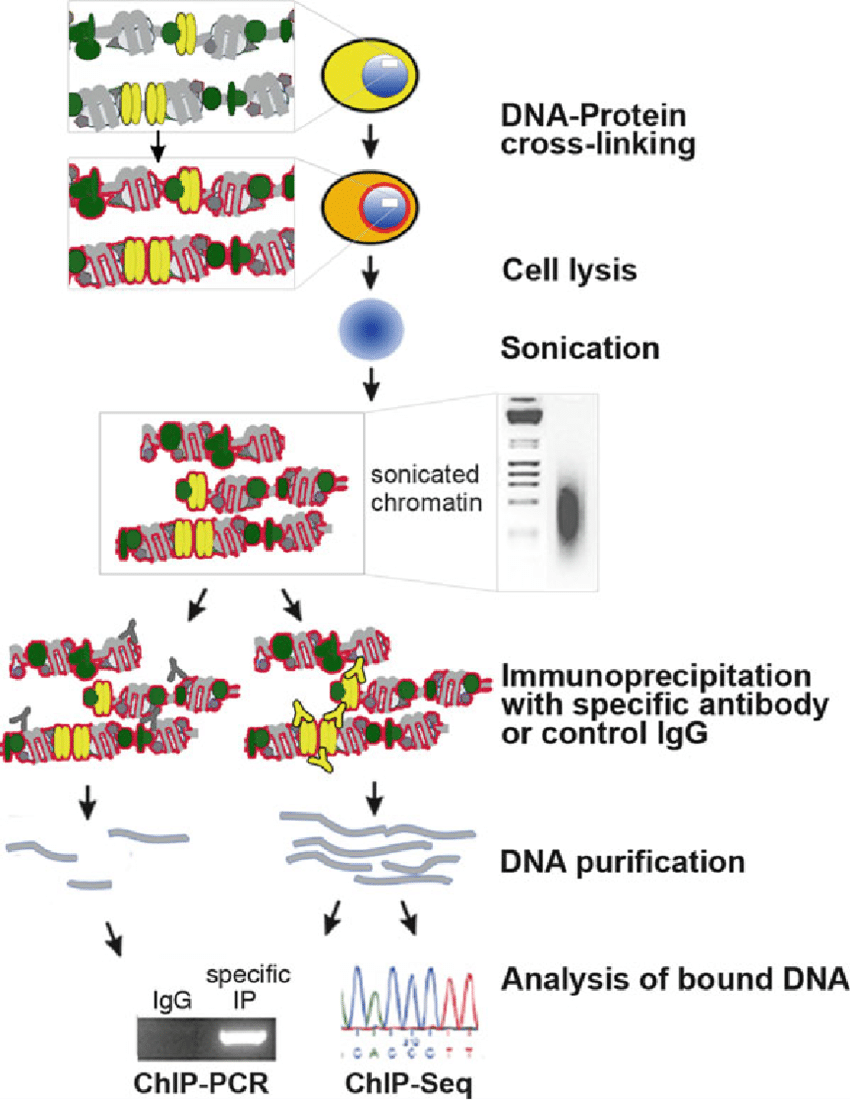 DNA-Protein
cross-linking
Cell lysis
Sonication
sonicated
chromatin
Immunoprecipitation
with specific antibody
or control IgG
DNA purification
Analysis of bound DNA
IgG
specific
IP
ChIP-PCR
ChIP-Seq